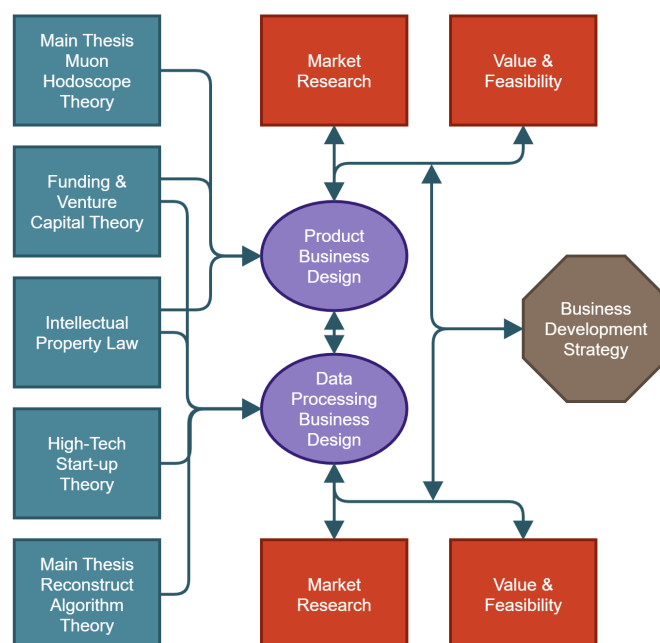 Main Thesis
Muon
Hodoscope
Theory
Market
Research
Value &
Feasibility
Funding &
Venture
Capital Theory
Product
Business
Design
Intellectual
Property Law
Business
Development
Strategy
Data
Processing
Business
Design
High-Tech
Start-up
Theory
Main Thesis
Reconstruct
Algorithm
Theory
Market
Research
Value &
Feasibility